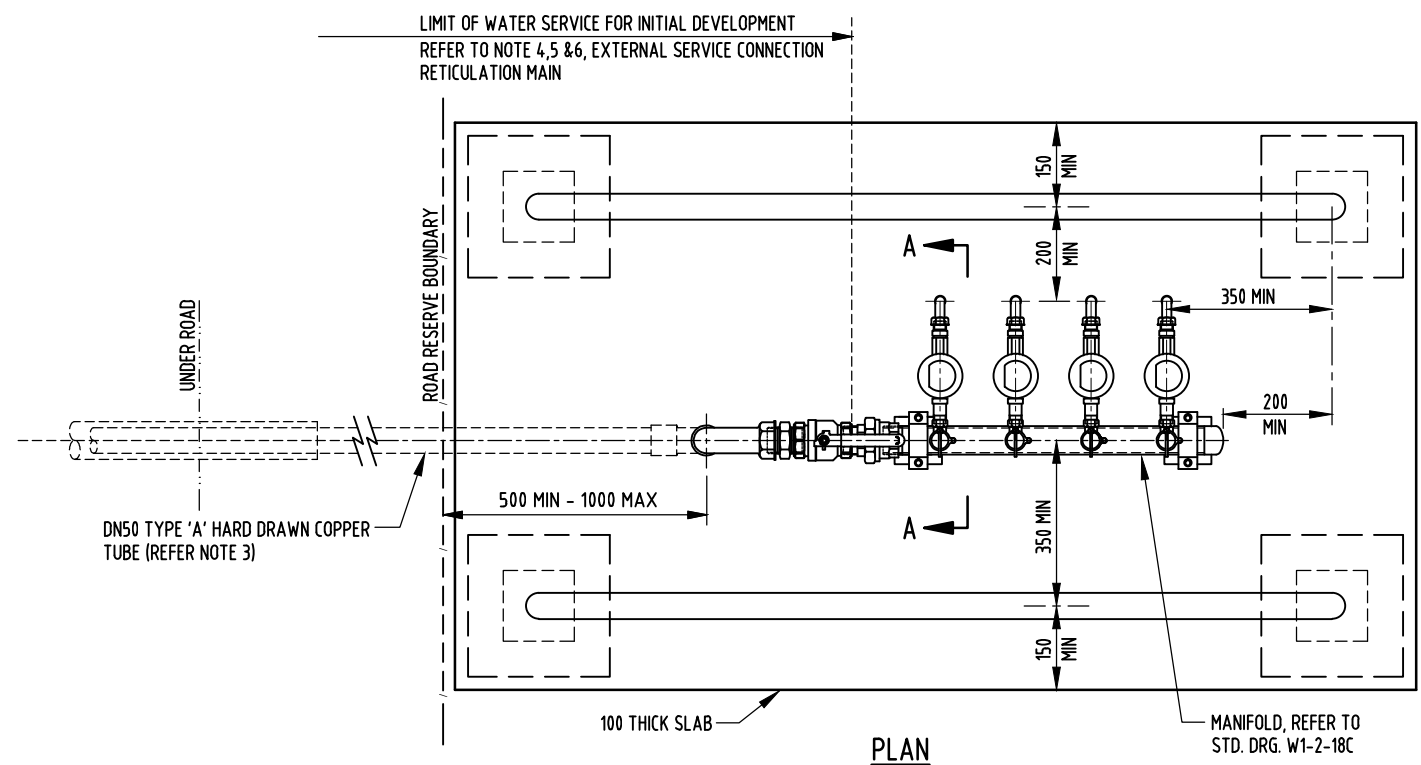 LIMIT OF WATER SERVICE FOR INITIAL DEVELOPMENT
REFER TO NOTE 4,5 &6, EXTERNAL SERVICE CONNECTION
RETICULATION MAIN
150
MIN
ROAD RESERVE BOUNDARY
A
200
MIN
UNDER ROAD
350 MIN
200
MIN
500 MIN - 1000 MAX
A
350 MIN
DN50 TYPE 'A' HARD DRAWN COPPER
TUBE (REFER NOTE 3)
150
MIN
100 THICK SLAB
MANIFOLD, REFER TO
STD. DRG. W1-2-18C
PLAN